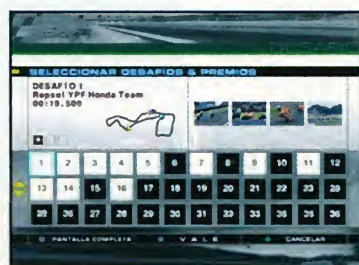 DESAFÍO
SELECCIONAR DESAFIOS & PREMIOS
DESAFIO 1
Repsol YPF Honda Team
00:19.500
1 2 3 4 5 6 7 8 9 10 11 12
13 14 15 16 17 18 19 20 21 22 23 24
25 26 27 28 29 30 31 32 33 34 35 36
PANTALLA COMPLETA VALE CANCELAR